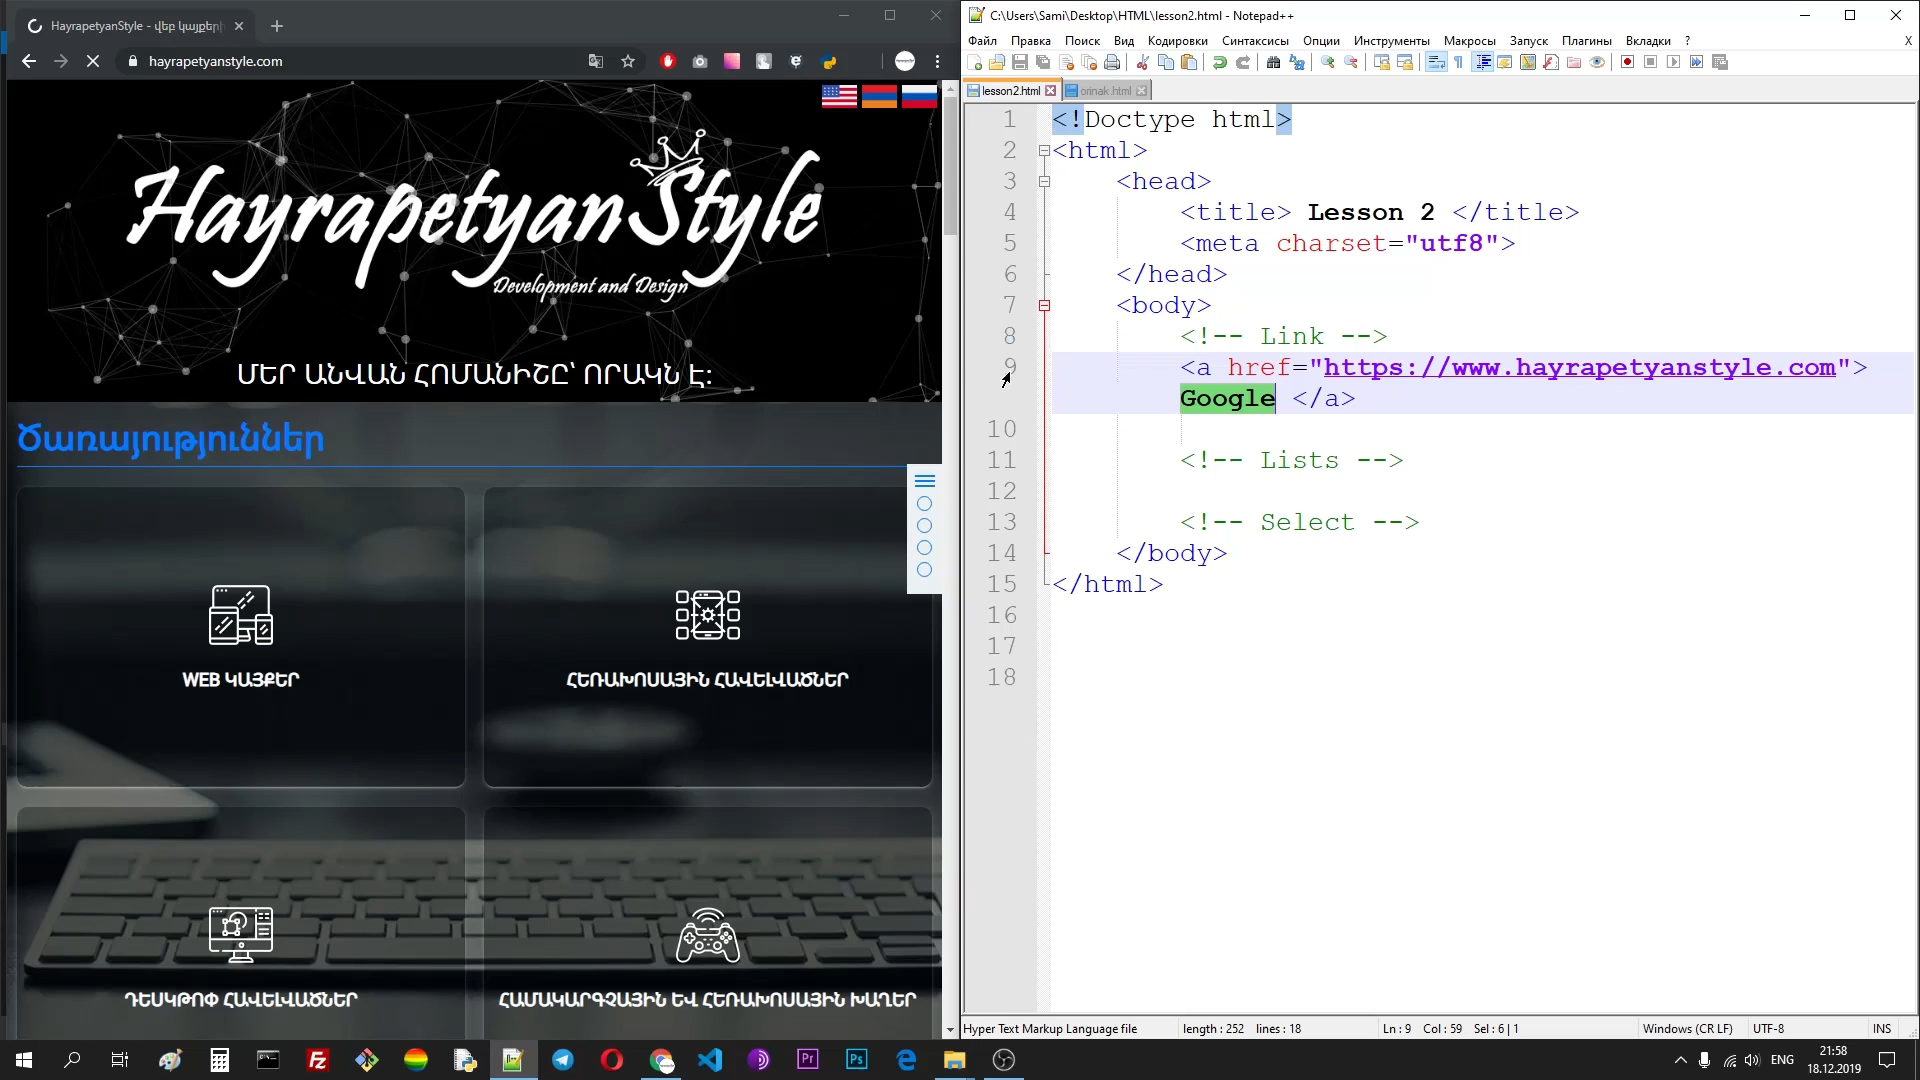 HayrapetyanStyle - վեբ կայքերի
hayrapetyanstyle.com
HayrapetyanStyle
Development and Design
ՄԵՐ ԱՆՎԱՆ ՀՈՄԱՆԻՇԸ՝ ՈՐԱԿՆ Է:
Ծառայություններ
WEB ԿԱՅՔԵՐ
ՀԵՌԱԽՈՍԱՅԻՆ ՀԱՎԵԼՎԱԾՆԵՐ
ԴԵՍԿԹՈՓ ՀԱՎԵԼՎԱԾՆԵՐ
ՀԱՄԱԿԱՐԳՉԱՅԻՆ ԵՎ ՀԵՌԱԽՈՍԱՅԻՆ ԽԱՂԵՐ
C:\Users\Sami\Desktop\HTML\lesson2.html - Notepad++
Файл Правка Поиск Вид Кодировки Синтаксисы Опции Инструменты Макросы Запуск Плагины Вкладки ? X
lesson2.html orinak.html
1 <!Doctype html>
2 <html>
3 <head>
4 <title> Lesson 2 </title>
5 <meta charset="utf8">
6 </head>
7 <body>
8 <!-- Link -->
9 <a href="https://www.hayrapetyanstyle.com">
Google </a>
10
11 <!-- Lists -->
12
13 <!-- Select -->
14 </body>
15 </html>
16
17
18
Hyper Text Markup Language file length : 252 lines : 18 Ln : 9 Col : 59 Sel : 6 | 1 Windows (CR LF) UTF-8 INS
Pr Ps ENG 21:58
18.12.2019